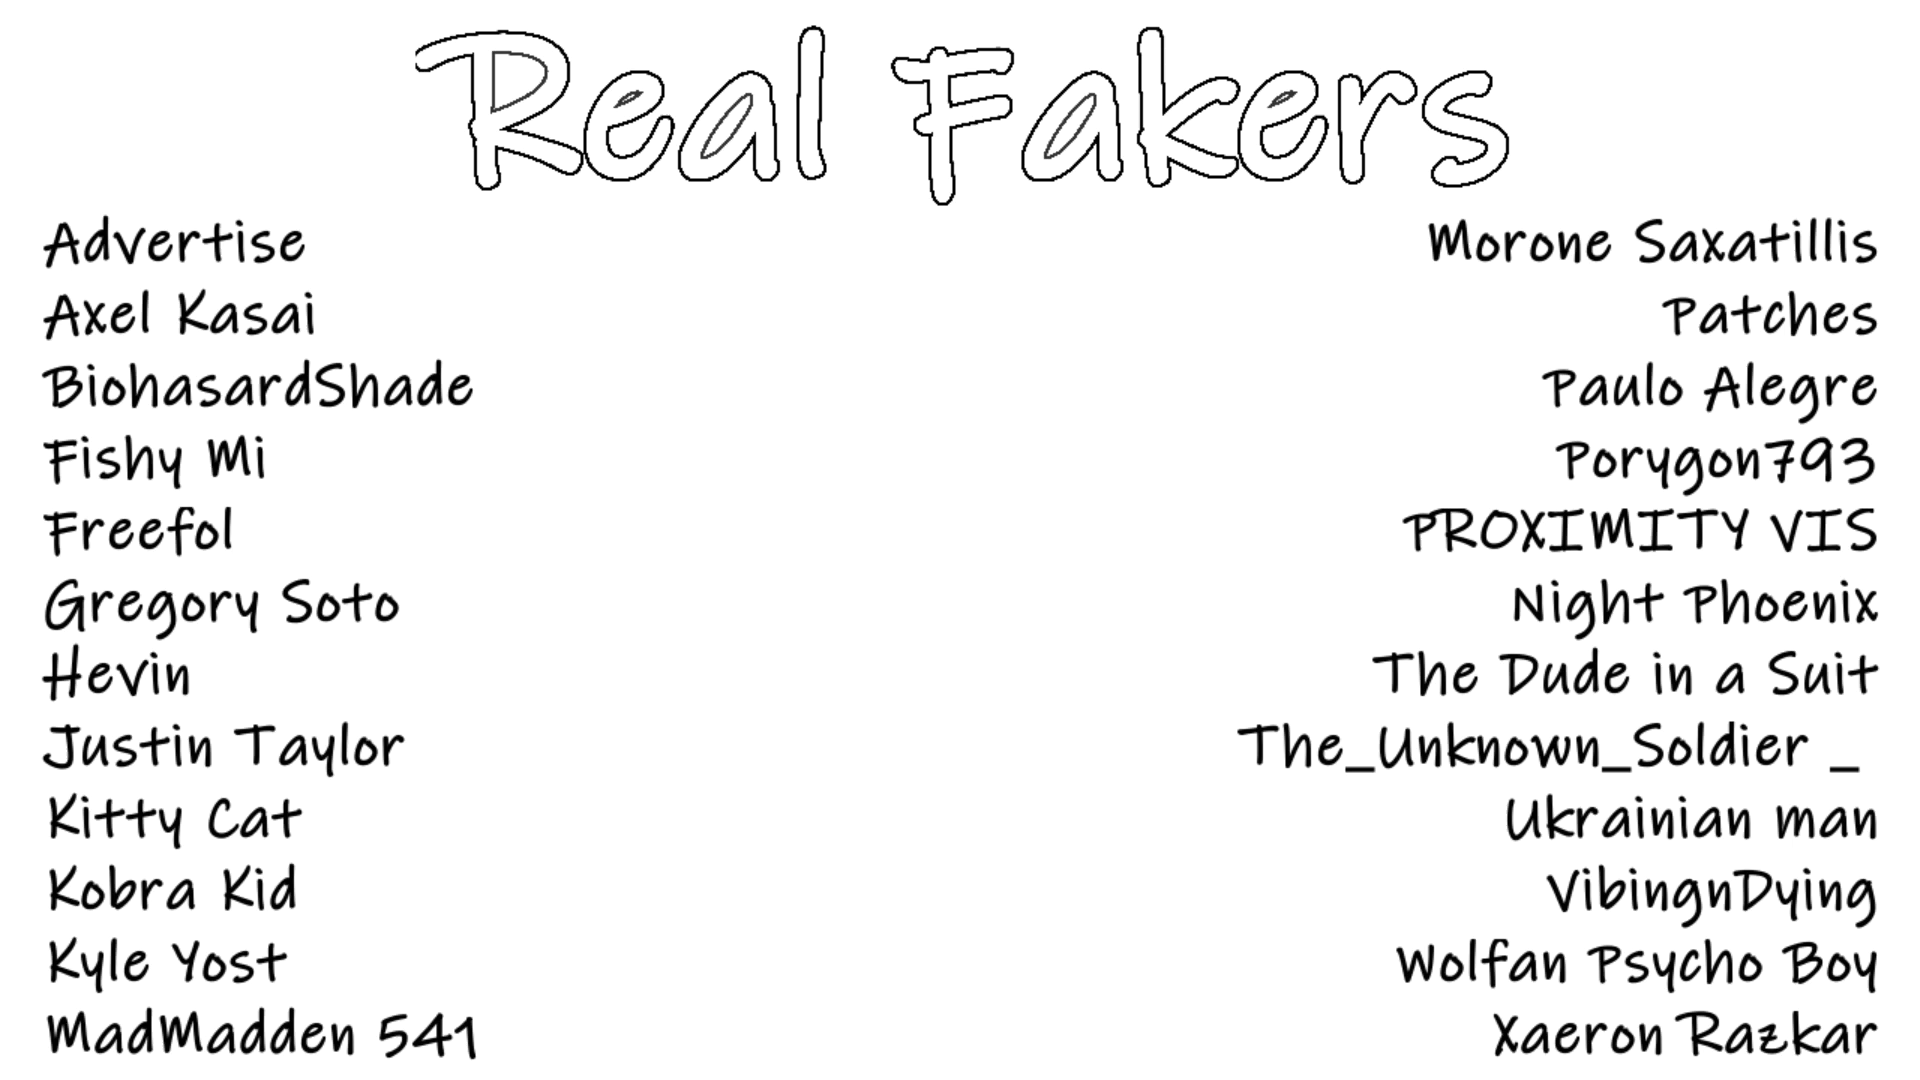 Real Fakers
Advertise
Axel Kasai
BiohasardShade
Fishy Mi
Freefol
Gregory Soto
Hevin
Justin Taylor
Kitty Cat
Kobra Kid
Kyle Yost
MadMadden 541
Morone Saxatillis
Patches
Paulo Alegre
Porygon793
PROXIMITY VIS
Night Phoenix
The Dude in a Suit
The_Unknown_Soldier _
Ukrainian man
VibingnDying
Wolfan Psycho Boy
Xaeron Razkar